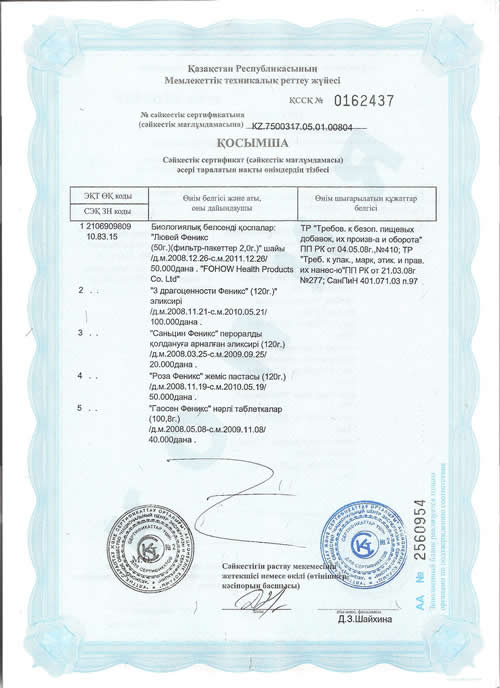 Қазақстан Республикасының
Мемлекеттік техникалық реттеу жүйесі
ҚССҚ № 0162437
№ сәйкестік сертификатына
(сәйкестік мағлұмдамасына) KZ.7500317.05.01.00804
ҚОСЫМША
Сәйкестік сертификат (сәйкестік мағлұмдамасы)
әсері таралатын нақты өнімдердің тізбесі
ЭҚТ ӨҚ коды
СЭҚ ЗН коды
Өнім белгісі және аты,
оны дайындаушы
Өнім шығарылатын құжаттар
белгісі
1 2106909809
10.83.15
Биологиялық белсенді қоспалар:
"Лювей Феникс
(50г.)(фильтр-пакеттер 2,0г.)" шайы
/д.м.2008.12.26-с.м.2011.12.26/
50.000дана . "FOHOW Health Products
Co. Ltd"
ТР "Требов. к безоп. пищевых
добавок, их произв-а и оборота"
ПП РК от 04.05.08г.,№410; ТР
"Треб. к упак., марк, этик. и прав.
их нанес-ю"ПП РК от 21.03.08г
№277; СанПиН 401.071.03 п.97
2 . . "3 драгоценности Феникс" (120г.)"
эликсирі
/д.м.2008.11.21-с.м.2010.05.21/
100.000дана .
3 . . "Саньцин Феникс" пероралды
қолдануға арналған эликсирі (120г.)
/д.м.2008.03.25-с.м.2009.09.25/
20.000дана .
4 . . "Роза Феникс" жеміс пастасы (120г.)
/д.м.2008.11.19-с.м.2010.05.19/
50.000дана .
5 . . "Гаосен Феникс" нәрлі таблеткалар
(100,8г.)
/д.м.2008.05.08-с.м.2009.11.08/
40.000дана .
Сәйкестігін растау мекемесінің
жетекшісі немесе өкілі (өтінішкер
кәсіпорын басшысы)
Д.З.Шайхина
АА № 2560954